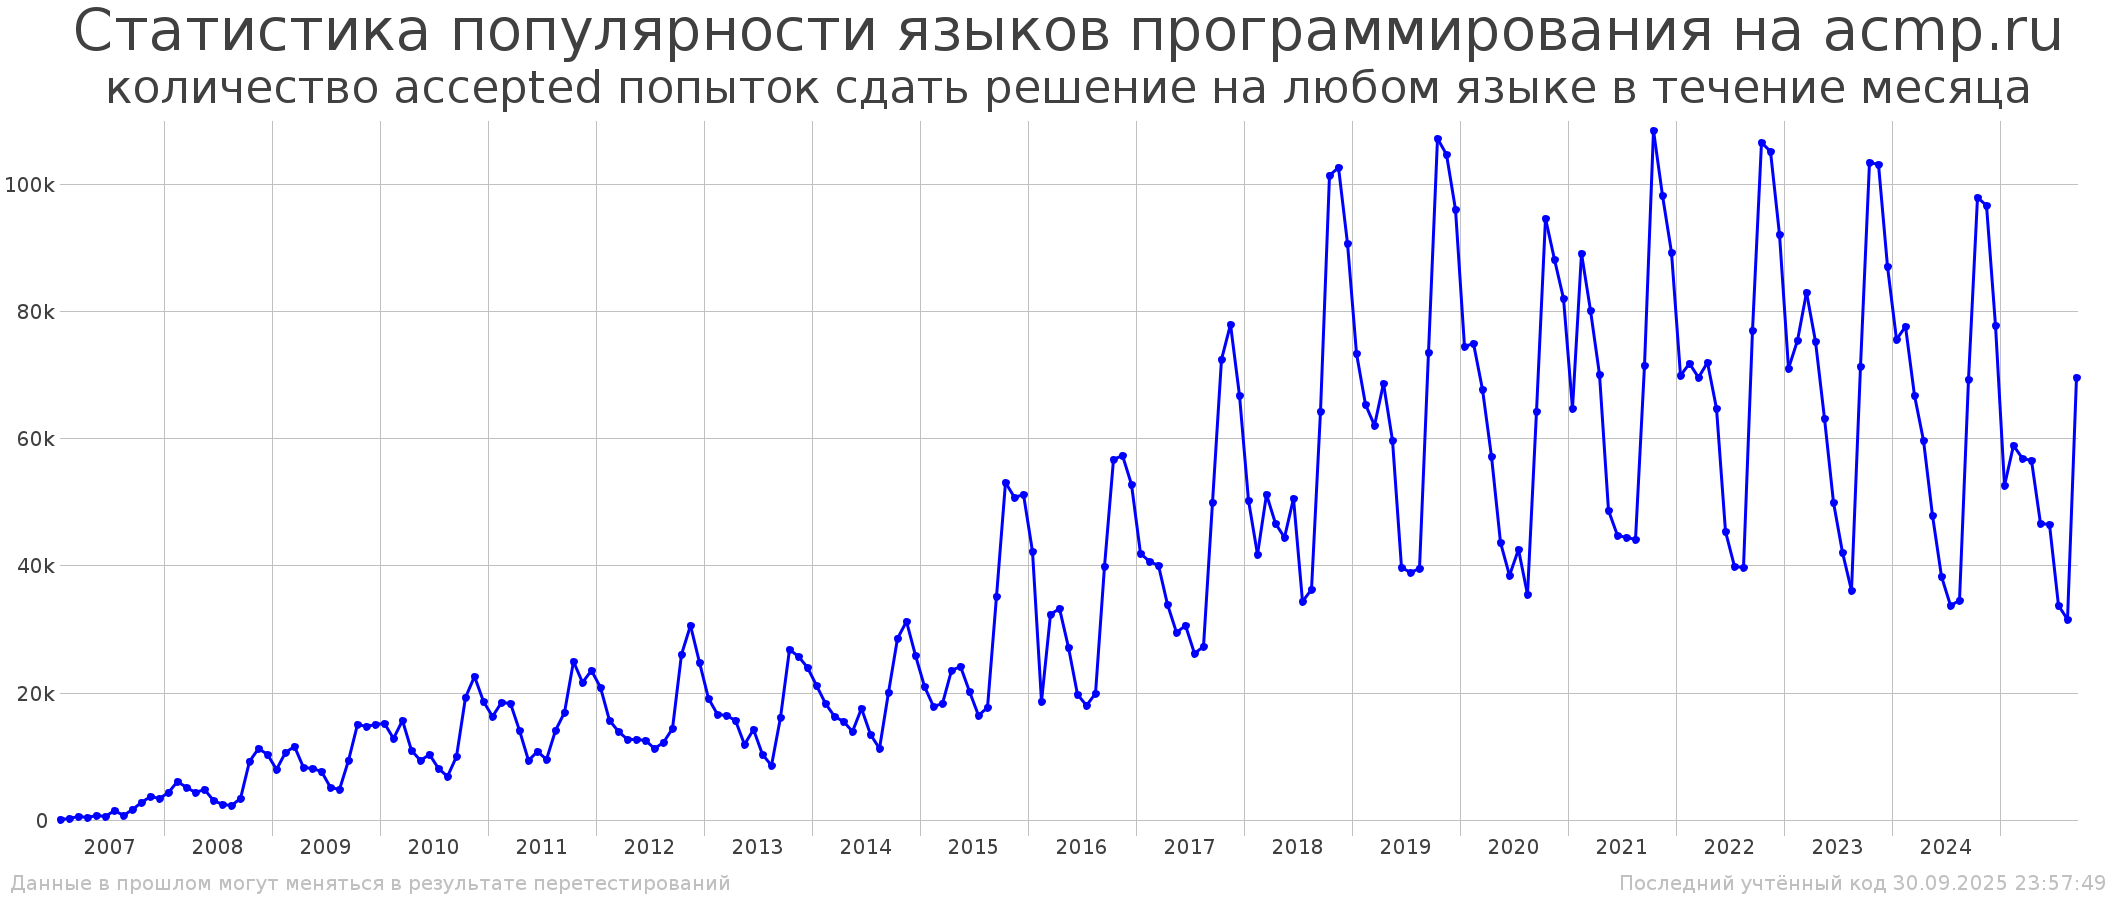 Статистика популярности языков программирования на acmp.ru
количество accepted попыток сдать решение на любом языке в течение месяца
100k
80k
60k
40k
20k
0
2007 2008 2009 2010 2011 2012 2013 2014 2015 2016 2017 2018 2019 2020 2021 2022 2023 2024
Данные в прошлом могут меняться в результате перетестирований
Последний учтённый код 30.09.2025 23:57:49